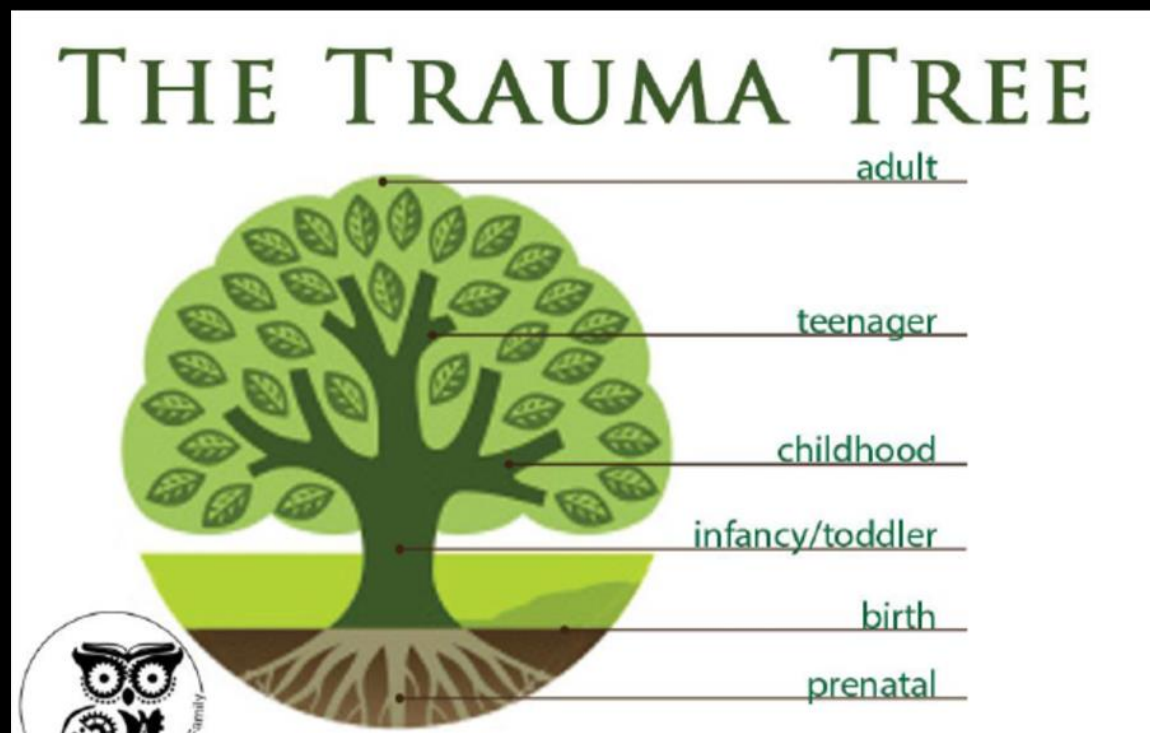 THE TRAUMA TREE
adult
teenager
childhood
infancy/toddler
birth
prenatal